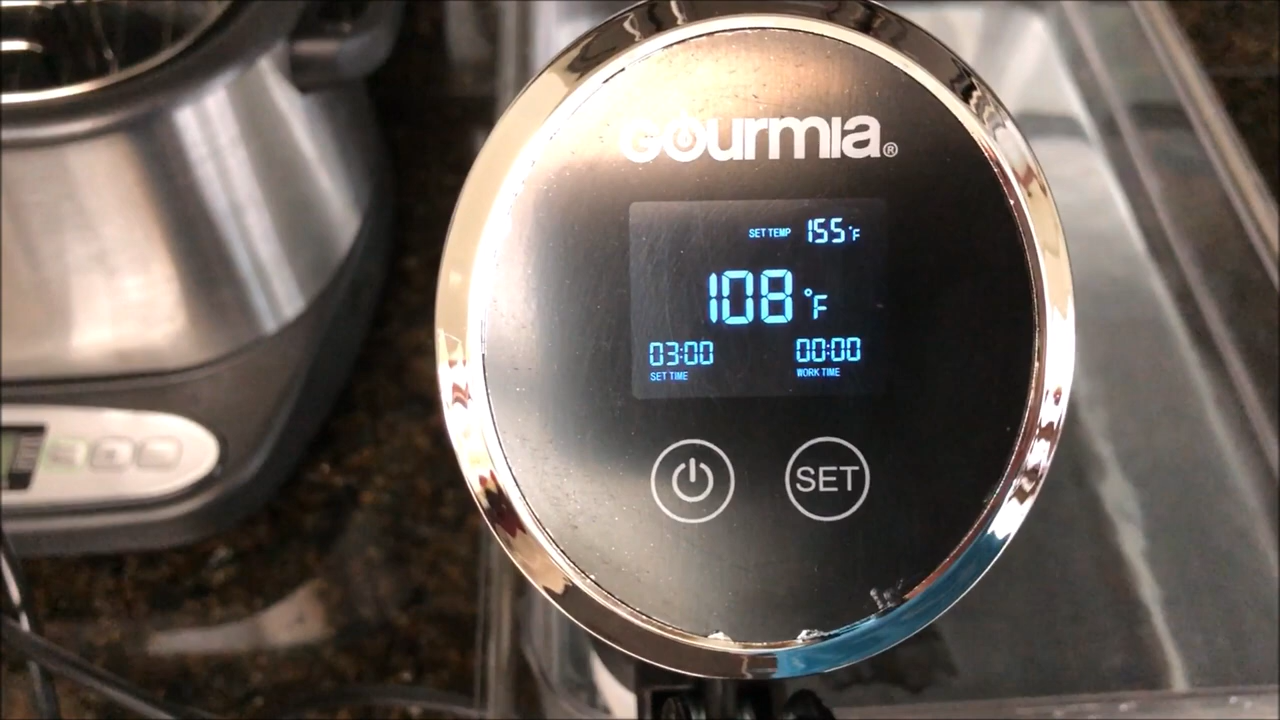 Gourmia®
SET TEMP 155°F
108°F
03:00 00:00
SET TIME WORK TIME
SET